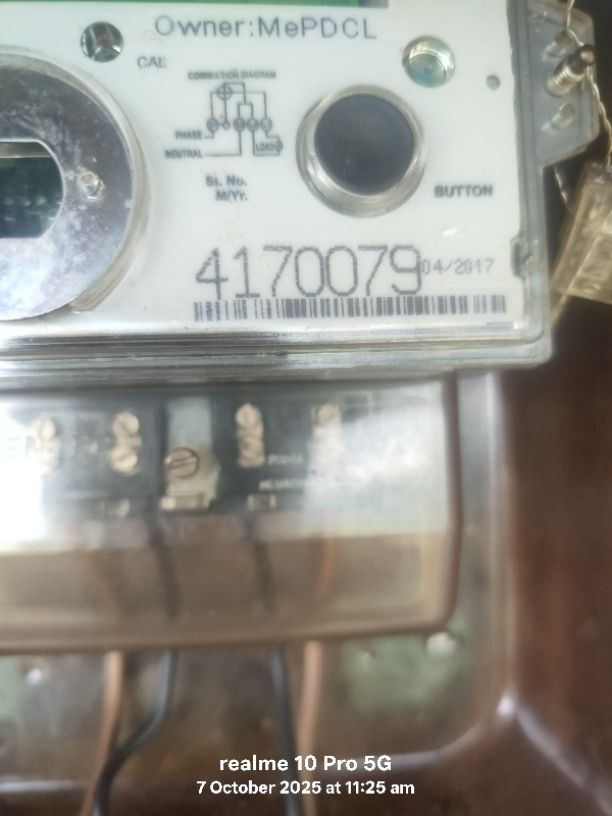 Owner:MePDCL
CAL
CONNECTION DIAGRAM
PHASE
NEUTRAL
LOAD
Sl. No.
M/Yr.
BUTTON
4170079 04/2017
PHASE
realme 10 Pro 5G
7 October 2025 at 11:25 am